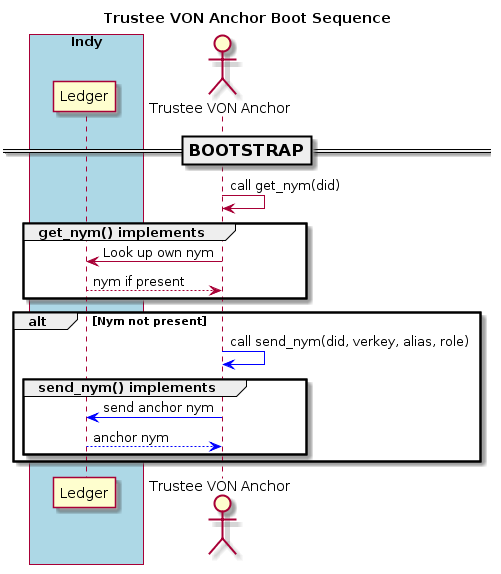 Trustee VON Anchor Boot Sequence
Indy
Ledger
Trustee VON Anchor
BOOTSTRAP
call get_nym(did)
get_nym() implements
Look up own nym
nym if present
alt [Nym not present]
call send_nym(did, verkey, alias, role)
send_nym() implements
send anchor nym
anchor nym
Ledger
Trustee VON Anchor